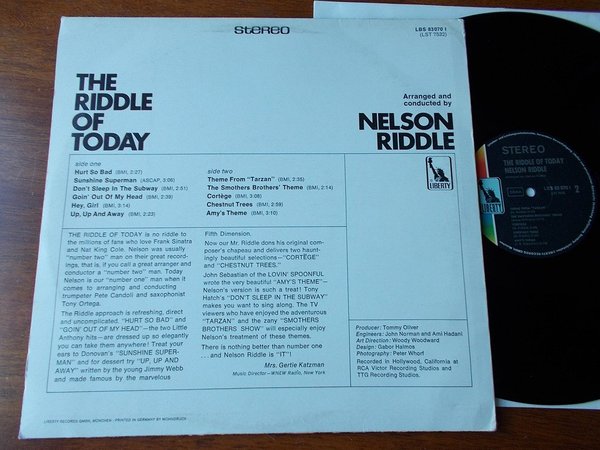 STEREO
LBS 83070 I
(LST 7532)
THE
RIDDLE
OF
TODAY
Arranged and
conducted by
NELSON
RIDDLE
side one
Hurt So Bad (BMI, 2:27)
Sunshine Superman (ASCAP, 3:06)
Don't Sleep In The Subway (BMI, 2:51)
Goin' Out Of My Head (BMI, 2:39)
Hey, Girl (BMI, 3:14)
Up, Up And Away (BMI, 2:23)
side two
Theme From "Tarzan" (BMI, 2:35)
The Smothers Brothers' Theme (BMI, 2:14)
Cortège (BMI, 3:08)
Chestnut Trees (BMI, 2:59)
Amy's Theme (BMI, 3:10)
LIBERTY
THE RIDDLE OF TODAY is no riddle to
the millions of fans who love Frank Sinatra
and Nat King Cole. Nelson was usually
"number two" man on their great record-
ings, that is, if you call a great arranger and
conductor a "number two" man. Today
Nelson is our "number one" man when it
comes to arranging and conducting
trumpeter Pete Candoli and saxophonist
Tony Ortega.
The Riddle approach is refreshing, direct
and uncomplicated. "HURT SO BAD" and
"GOIN' OUT OF MY HEAD"—the two Little
Anthony hits—are dressed up so elegantly
you can take them anywhere! Treat your
ears to Donovan's "SUNSHINE SUPER-
MAN" and for dessert try "UP, UP AND
AWAY" written by the young Jimmy Webb
and made famous by the marvelous
Fifth Dimension.
Now our Mr. Riddle dons his original com-
poser's chapeau and delivers two haunt-
ingly beautiful selections—"CORTÈGE"
and "CHESTNUT TREES."
John Sebastian of the LOVIN' SPOONFUL
wrote the very beautiful "AMY'S THEME"—
Nelson's version is such a treat! Tony
Hatch's "DON'T SLEEP IN THE SUBWAY"
makes you want to sing along. The TV
viewers who have enjoyed the adventurous
"TARZAN" and the zany "SMOTHERS
BROTHERS SHOW" will especially enjoy
Nelson's treatment of these themes.
There is nothing better than number one
. . . and Nelson Riddle is "IT"!
Mrs. Gertie Katzman
Music Director—WNEW Radio, New York
Producer: Tommy Oliver
Engineers: John Norman and Ami Hadani
Art Direction: Woody Woodward
Design: Gabor Halmos
Photography: Peter Whorf
Recorded in Hollywood, California at
RCA Victor Recording Studios and
TTG Recording Studios.
LIBERTY RECORDS GMBH, MÜNCHEN · PRINTED IN GERMANY BY MOHNDRUCK
STEREO
THE RIDDLE OF TODAY
NELSON RIDDLE
LBS 83 070 I
2
LIBERTY